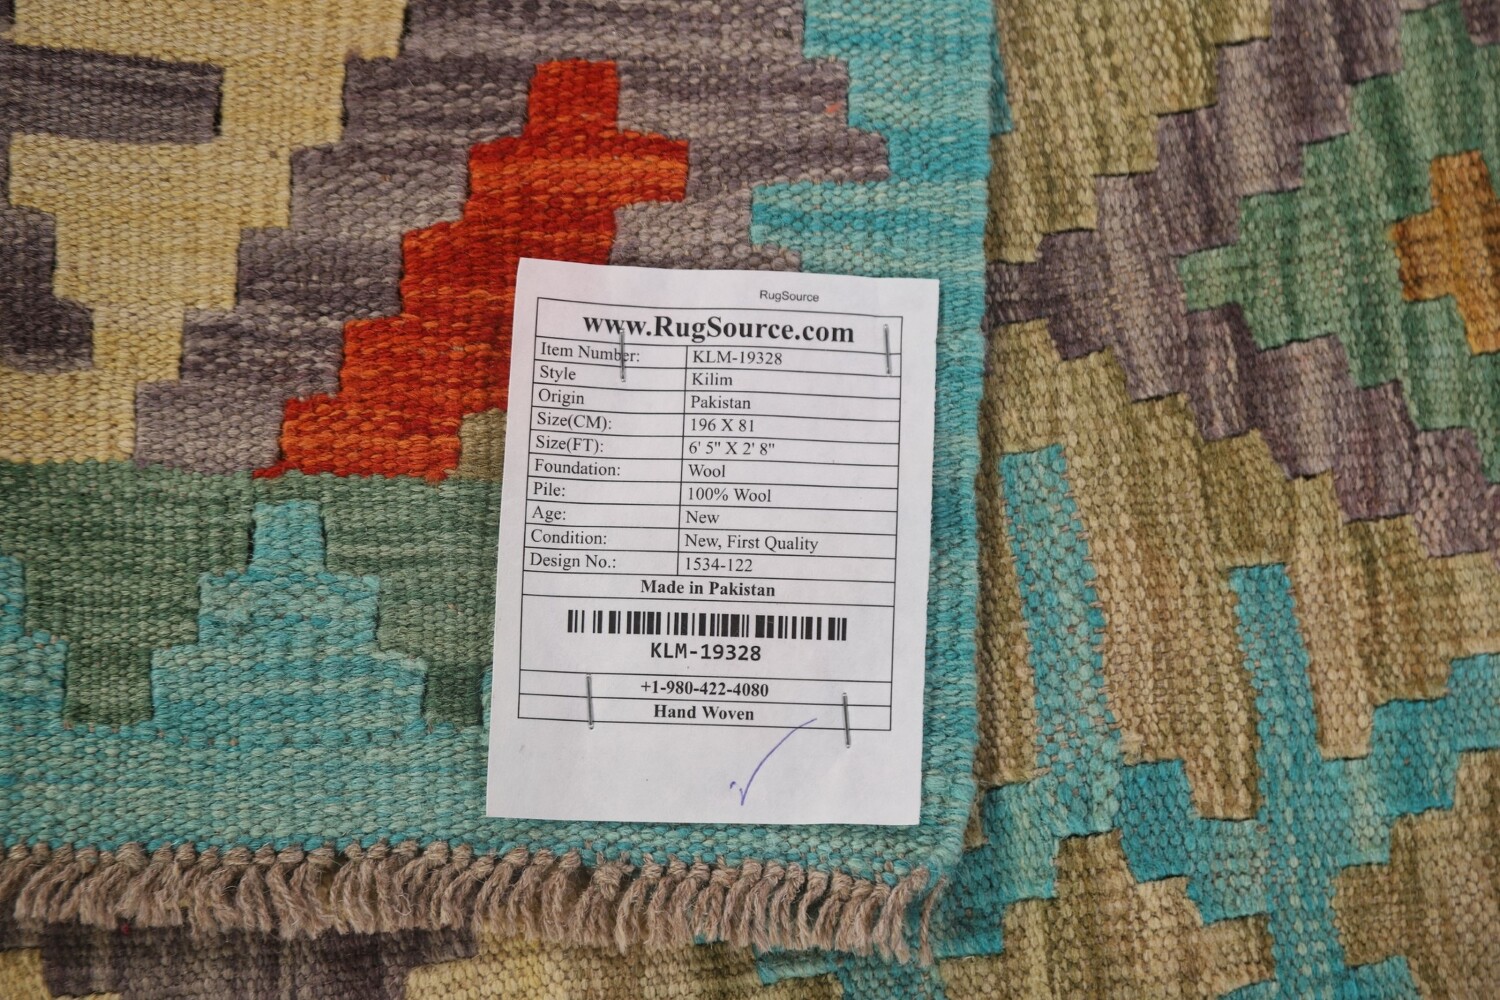 RugSource
www.RugSource.com
Item Number: KLM-19328
Style Kilim
Origin Pakistan
Size(CM): 196 X 81
Size(FT): 6' 5" X 2' 8"
Foundation: Wool
Pile: 100% Wool
Age: New
Condition: New, First Quality
Design No.: 1534-122
Made in Pakistan
KLM-19328
+1-980-422-4080
Hand Woven